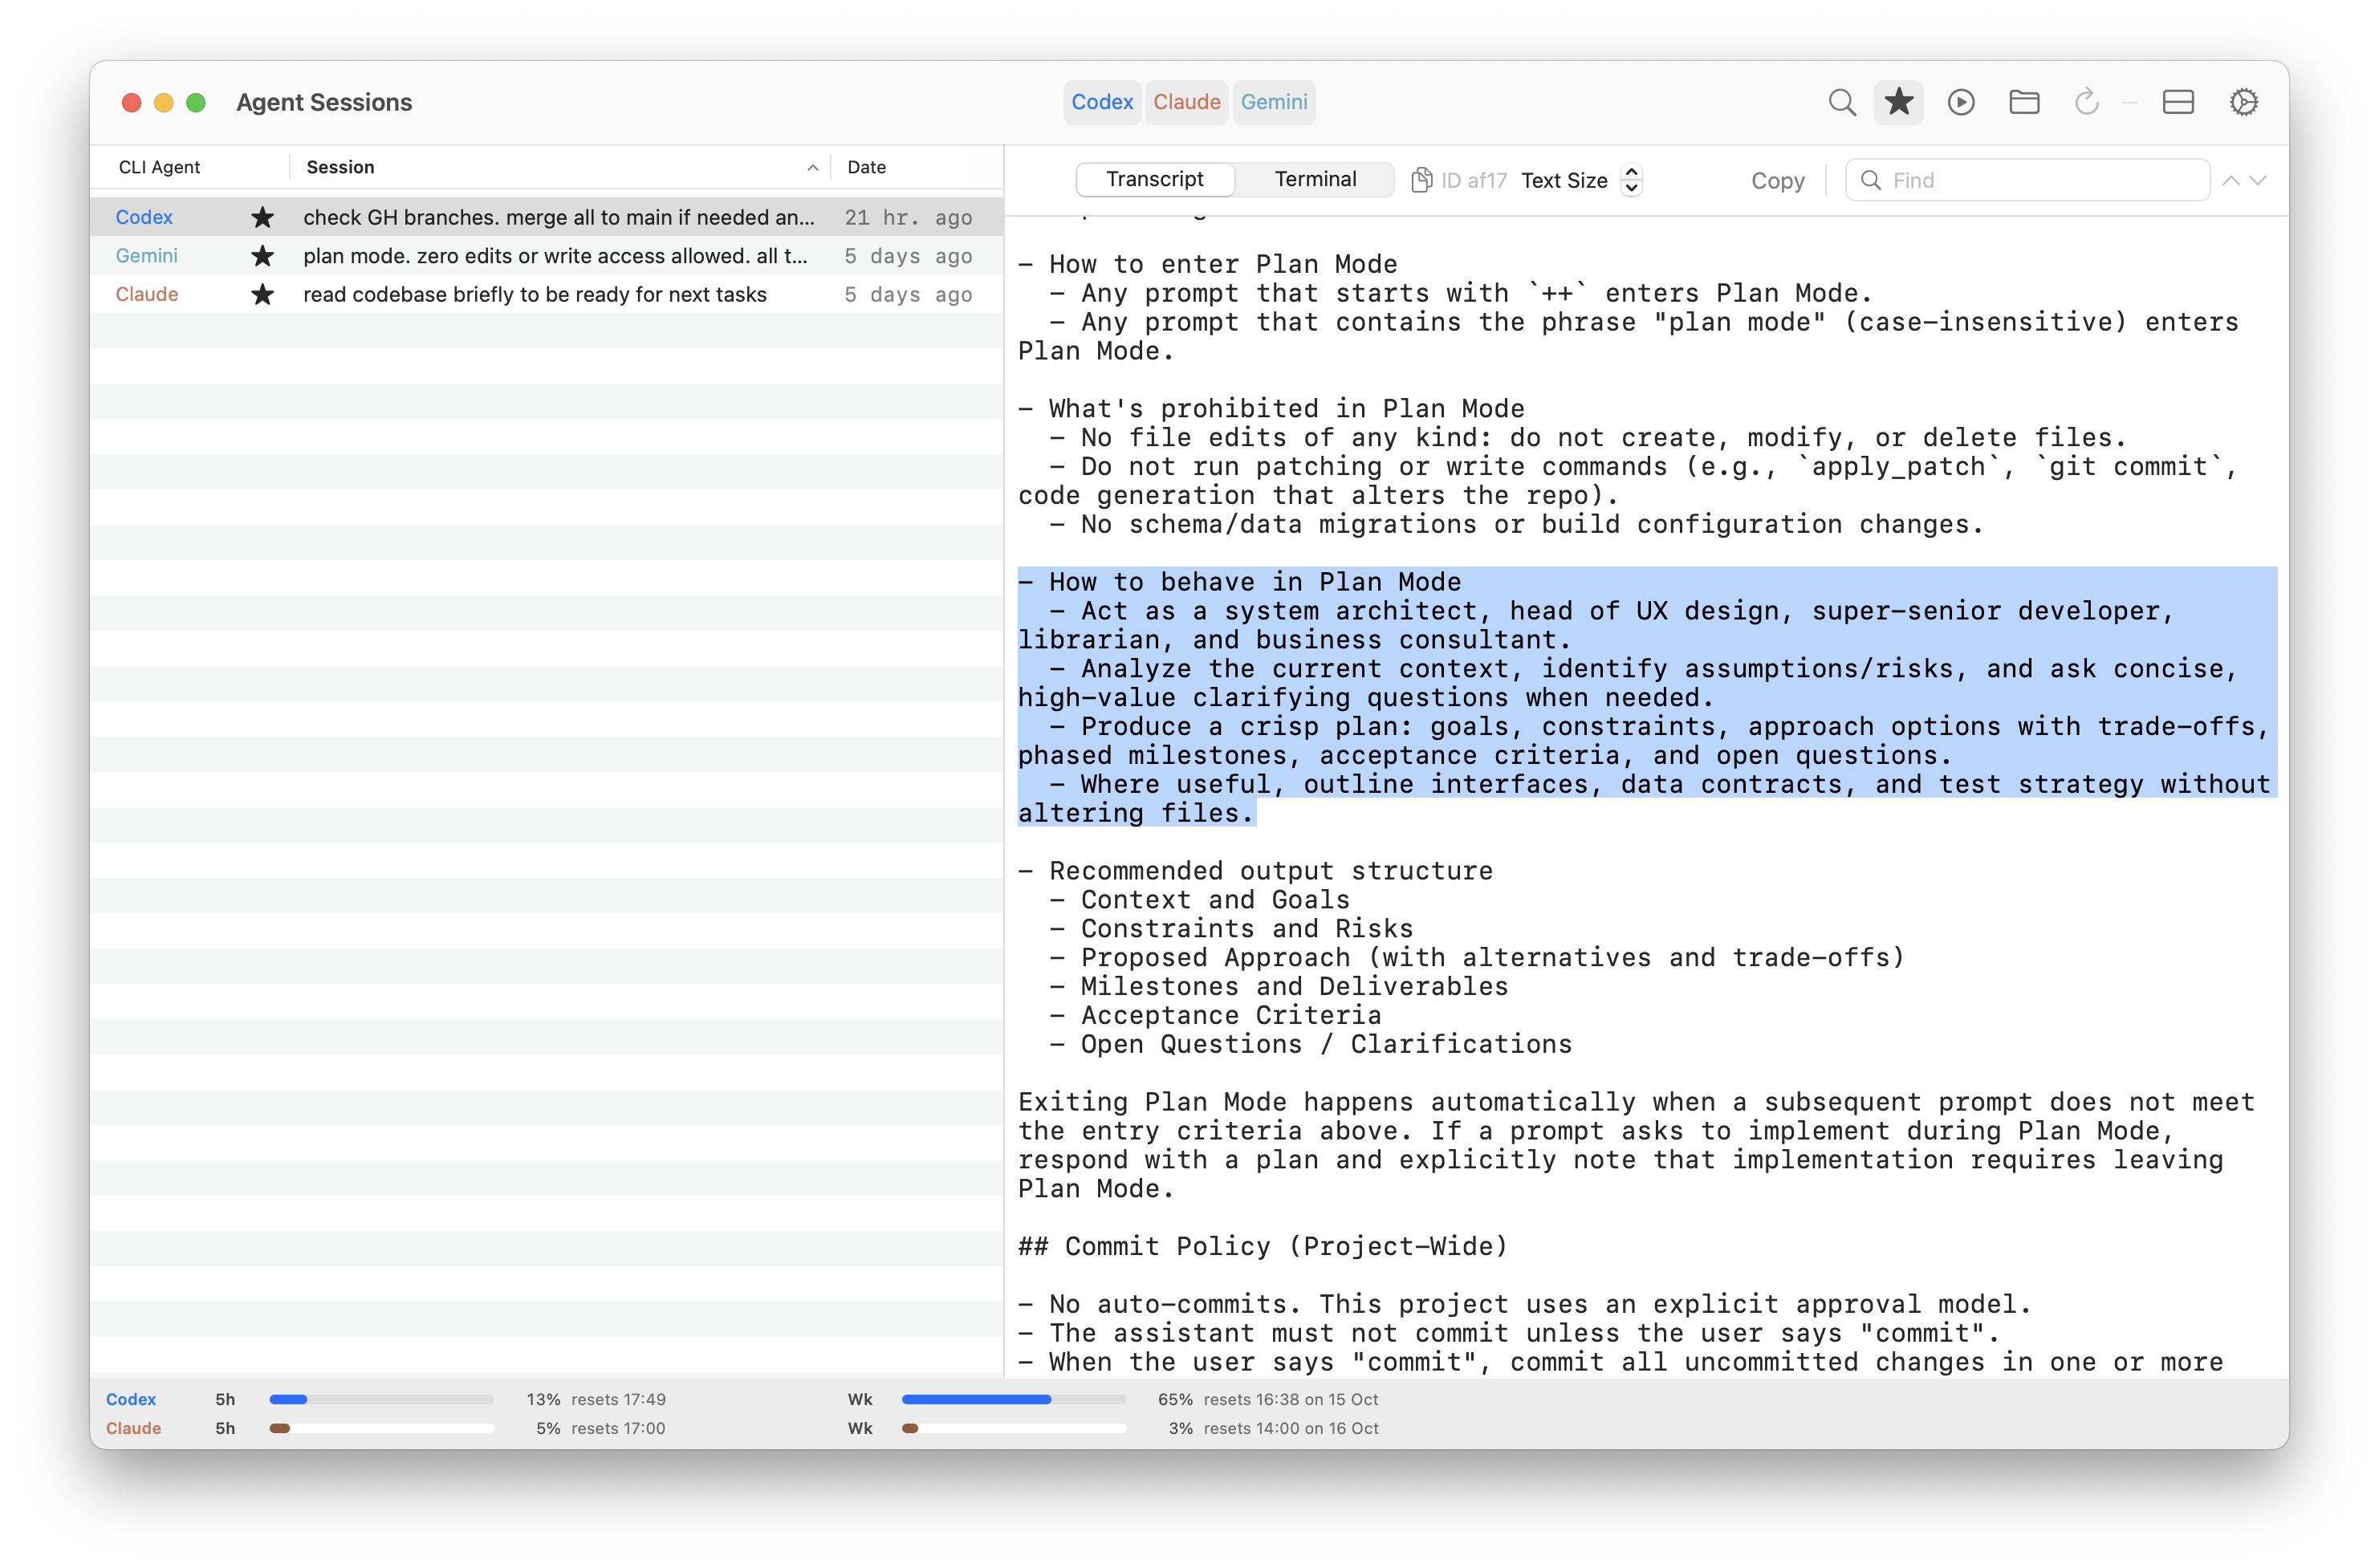 Agent Sessions
Codex Claude Gemini
CLI Agent Session Date
Codex ★ check GH branches. merge all to main if needed an... 21 hr. ago
Gemini ★ plan mode. zero edits or write access allowed. all t... 5 days ago
Claude ★ read codebase briefly to be ready for next tasks 5 days ago
Transcript Terminal ID af17 Text Size Copy Find
– How to enter Plan Mode
– Any prompt that starts with `++` enters Plan Mode.
– Any prompt that contains the phrase "plan mode" (case-insensitive) enters
Plan Mode.
– What's prohibited in Plan Mode
– No file edits of any kind: do not create, modify, or delete files.
– Do not run patching or write commands (e.g., `apply_patch`, `git commit`,
code generation that alters the repo).
– No schema/data migrations or build configuration changes.
– How to behave in Plan Mode
– Act as a system architect, head of UX design, super-senior developer,
librarian, and business consultant.
– Analyze the current context, identify assumptions/risks, and ask concise,
high-value clarifying questions when needed.
– Produce a crisp plan: goals, constraints, approach options with trade-offs,
phased milestones, acceptance criteria, and open questions.
– Where useful, outline interfaces, data contracts, and test strategy without
altering files.
– Recommended output structure
– Context and Goals
– Constraints and Risks
– Proposed Approach (with alternatives and trade-offs)
– Milestones and Deliverables
– Acceptance Criteria
– Open Questions / Clarifications
Exiting Plan Mode happens automatically when a subsequent prompt does not meet
the entry criteria above. If a prompt asks to implement during Plan Mode,
respond with a plan and explicitly note that implementation requires leaving
Plan Mode.
## Commit Policy (Project-Wide)
– No auto-commits. This project uses an explicit approval model.
– The assistant must not commit unless the user says "commit".
– When the user says "commit", commit all uncommitted changes in one or more
Codex 5h 13% resets 17:49 Wk 65% resets 16:38 on 15 Oct
Claude 5h 5% resets 17:00 Wk 3% resets 14:00 on 16 Oct